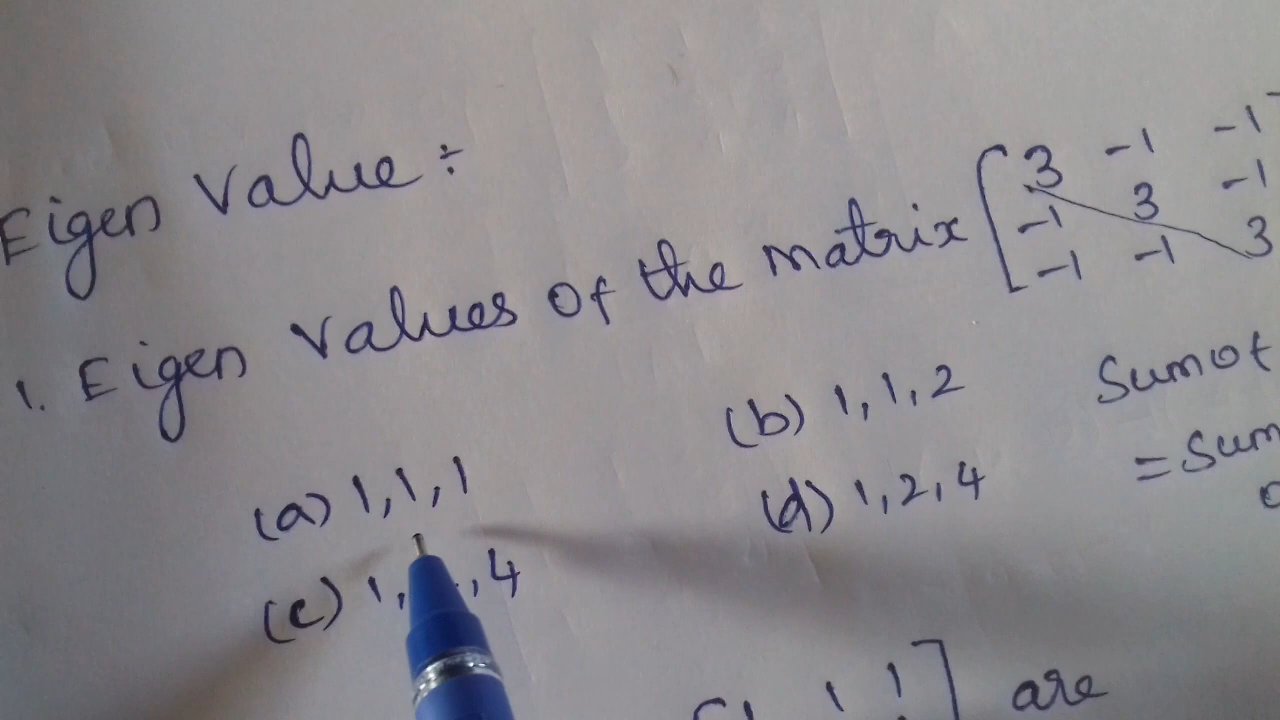 Eigen Value ÷
1. Eigen Values of the matrix [ 3 -1 -1
-1 3 -1
-1 -1 3
(a) 1, 1, 1 (b) 1, 1, 2 Sum of
(c) 1, , 4 (d) 1, 2, 4 = Sum
are